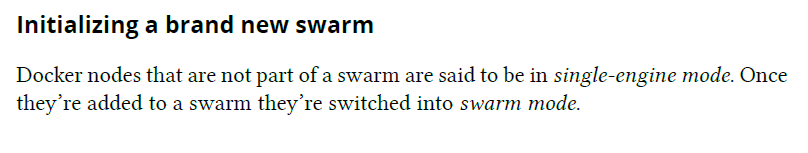 Initializing a brand new swarm
Docker nodes that are not part of a swarm are said to be in single-engine mode. Once
they’re added to a swarm they’re switched into swarm mode.